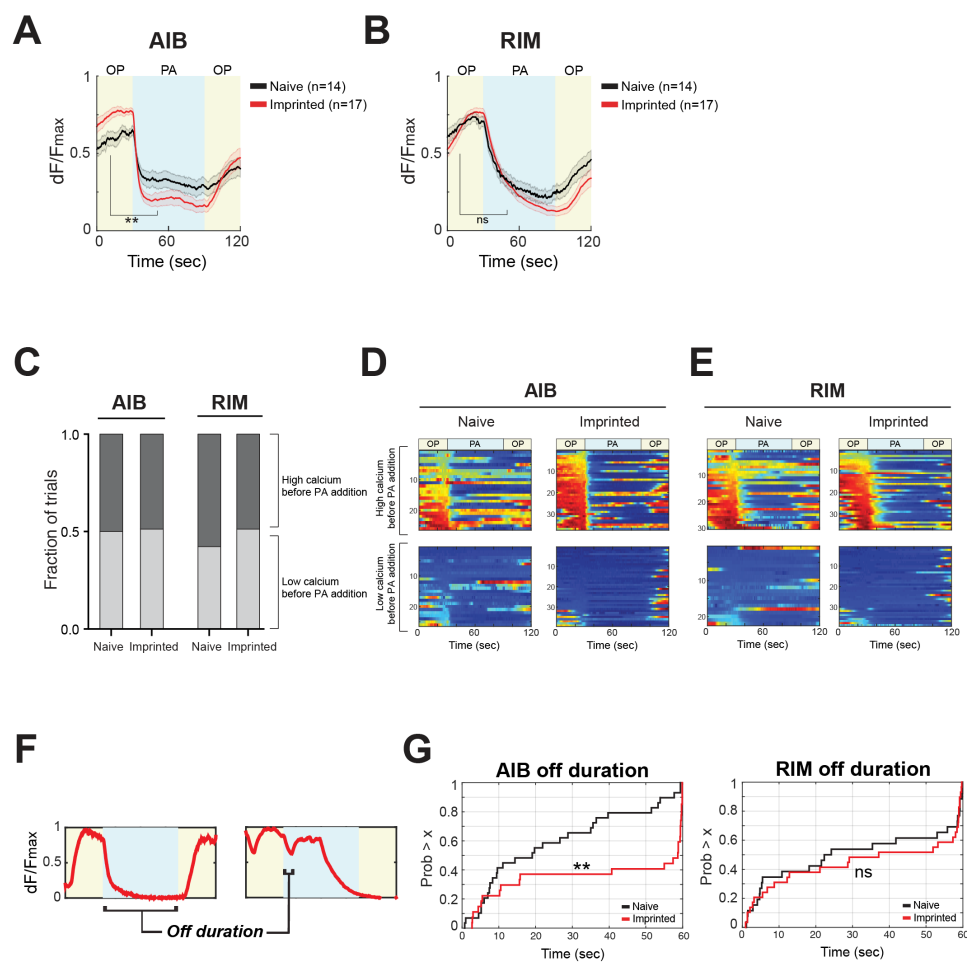 A
AIB
OP PA OP
Naive (n=14)
Imprinted (n=17)
dF/Fmax
1
0.5
0
**
0 60 120
Time (sec)
B
RIM
OP PA OP
Naive (n=14)
Imprinted (n=17)
dF/Fmax
1
0.5
0
ns
0 60 120
Time (sec)
C
AIB RIM
Fraction of trials
1.0
0.5
0.0
High calcium
before PA addition
Low calcium
before PA addition
Naive Imprinted Naive Imprinted
D
AIB
Naive Imprinted
OP PA OP OP PA OP
High calcium
before PA addition
10
20
10
20
30
Low calcium
before PA addition
10
20
10
20
30
0 60 120 0 60 120
Time (sec) Time (sec)
E
RIM
Naive Imprinted
OP PA OP OP PA OP
10
20
30
10
20
30
10
20
10
20
30
0 60 120 0 60 120
Time (sec) Time (sec)
F
dF/Fmax
1
0.5
0
Off duration
G
AIB off duration
Prob > x
1
0.8
0.6
0.4
0.2
0
**
Naive
Imprinted
0 10 20 30 40 50 60
Time (sec)
RIM off duration
Prob > x
1
0.8
0.6
0.4
0.2
0
ns
Naive
Imprinted
0 10 20 30 40 50 60
Time (sec)